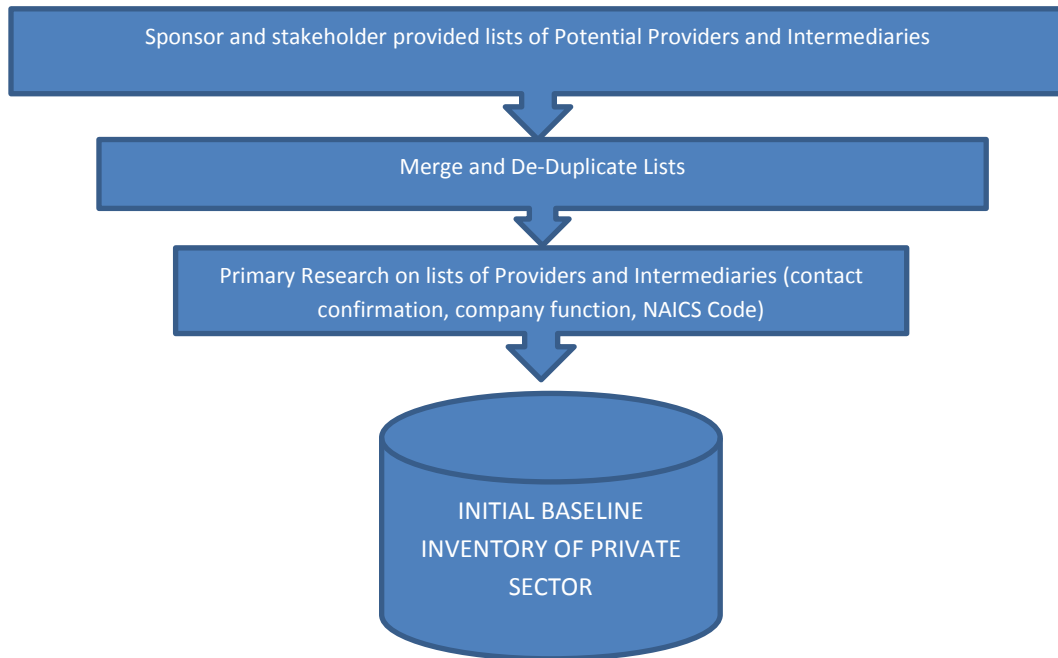 Sponsor and stakeholder provided lists of Potential Providers and Intermediaries
Merge and De-Duplicate Lists
Primary Research on lists of Providers and Intermediaries (contact
confirmation, company function, NAICS Code)
INITIAL BASELINE
INVENTORY OF PRIVATE
SECTOR